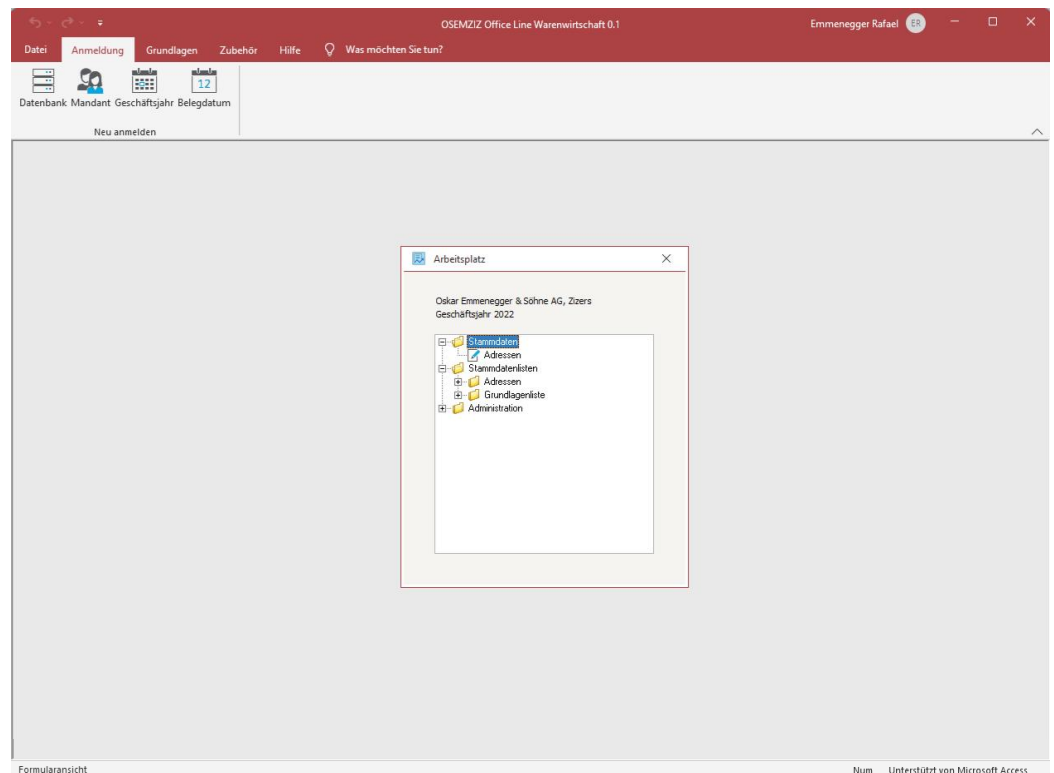 OSEMZIZ Office Line Warenwirtschaft 0.1
Emmenegger Rafael ER
Datei Anmeldung Grundlagen Zubehör Hilfe Was möchten Sie tun?
12
Datenbank Mandant Geschäftsjahr Belegdatum
Neu anmelden
Arbeitsplatz
Oskar Emmenegger & Söhne AG, Zizers
Geschäftsjahr 2022
Stammdaten
Adressen
Stammdatenlisten
Adressen
Grundlagenliste
Administration
Formularansicht
Num Unterstützt von Microsoft Access